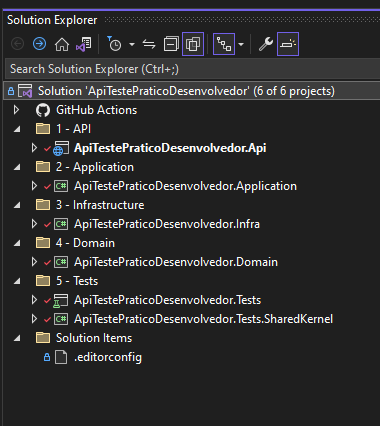 Solution Explorer
Search Solution Explorer (Ctrl+;)
Solution 'ApiTestePraticoDesenvolvedor' (6 of 6 projects)
GitHub Actions
1 - API
ApiTestePraticoDesenvolvedor.Api
2 - Application
C# ApiTestePraticoDesenvolvedor.Application
3 - Infrastructure
C# ApiTestePraticoDesenvolvedor.Infra
4 - Domain
C# ApiTestePraticoDesenvolvedor.Domain
5 - Tests
ApiTestePraticoDesenvolvedor.Tests
C# ApiTestePraticoDesenvolvedor.Tests.SharedKernel
Solution Items
.editorconfig